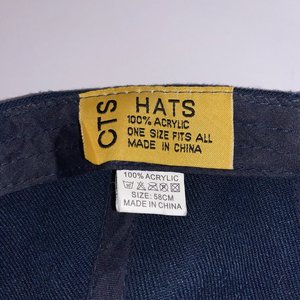 CTS
HATS
100% ACRYLIC
ONE SIZE FITS ALL
MADE IN CHINA
100% ACRYLIC
SIZE: 58CM
MADE IN CHINA